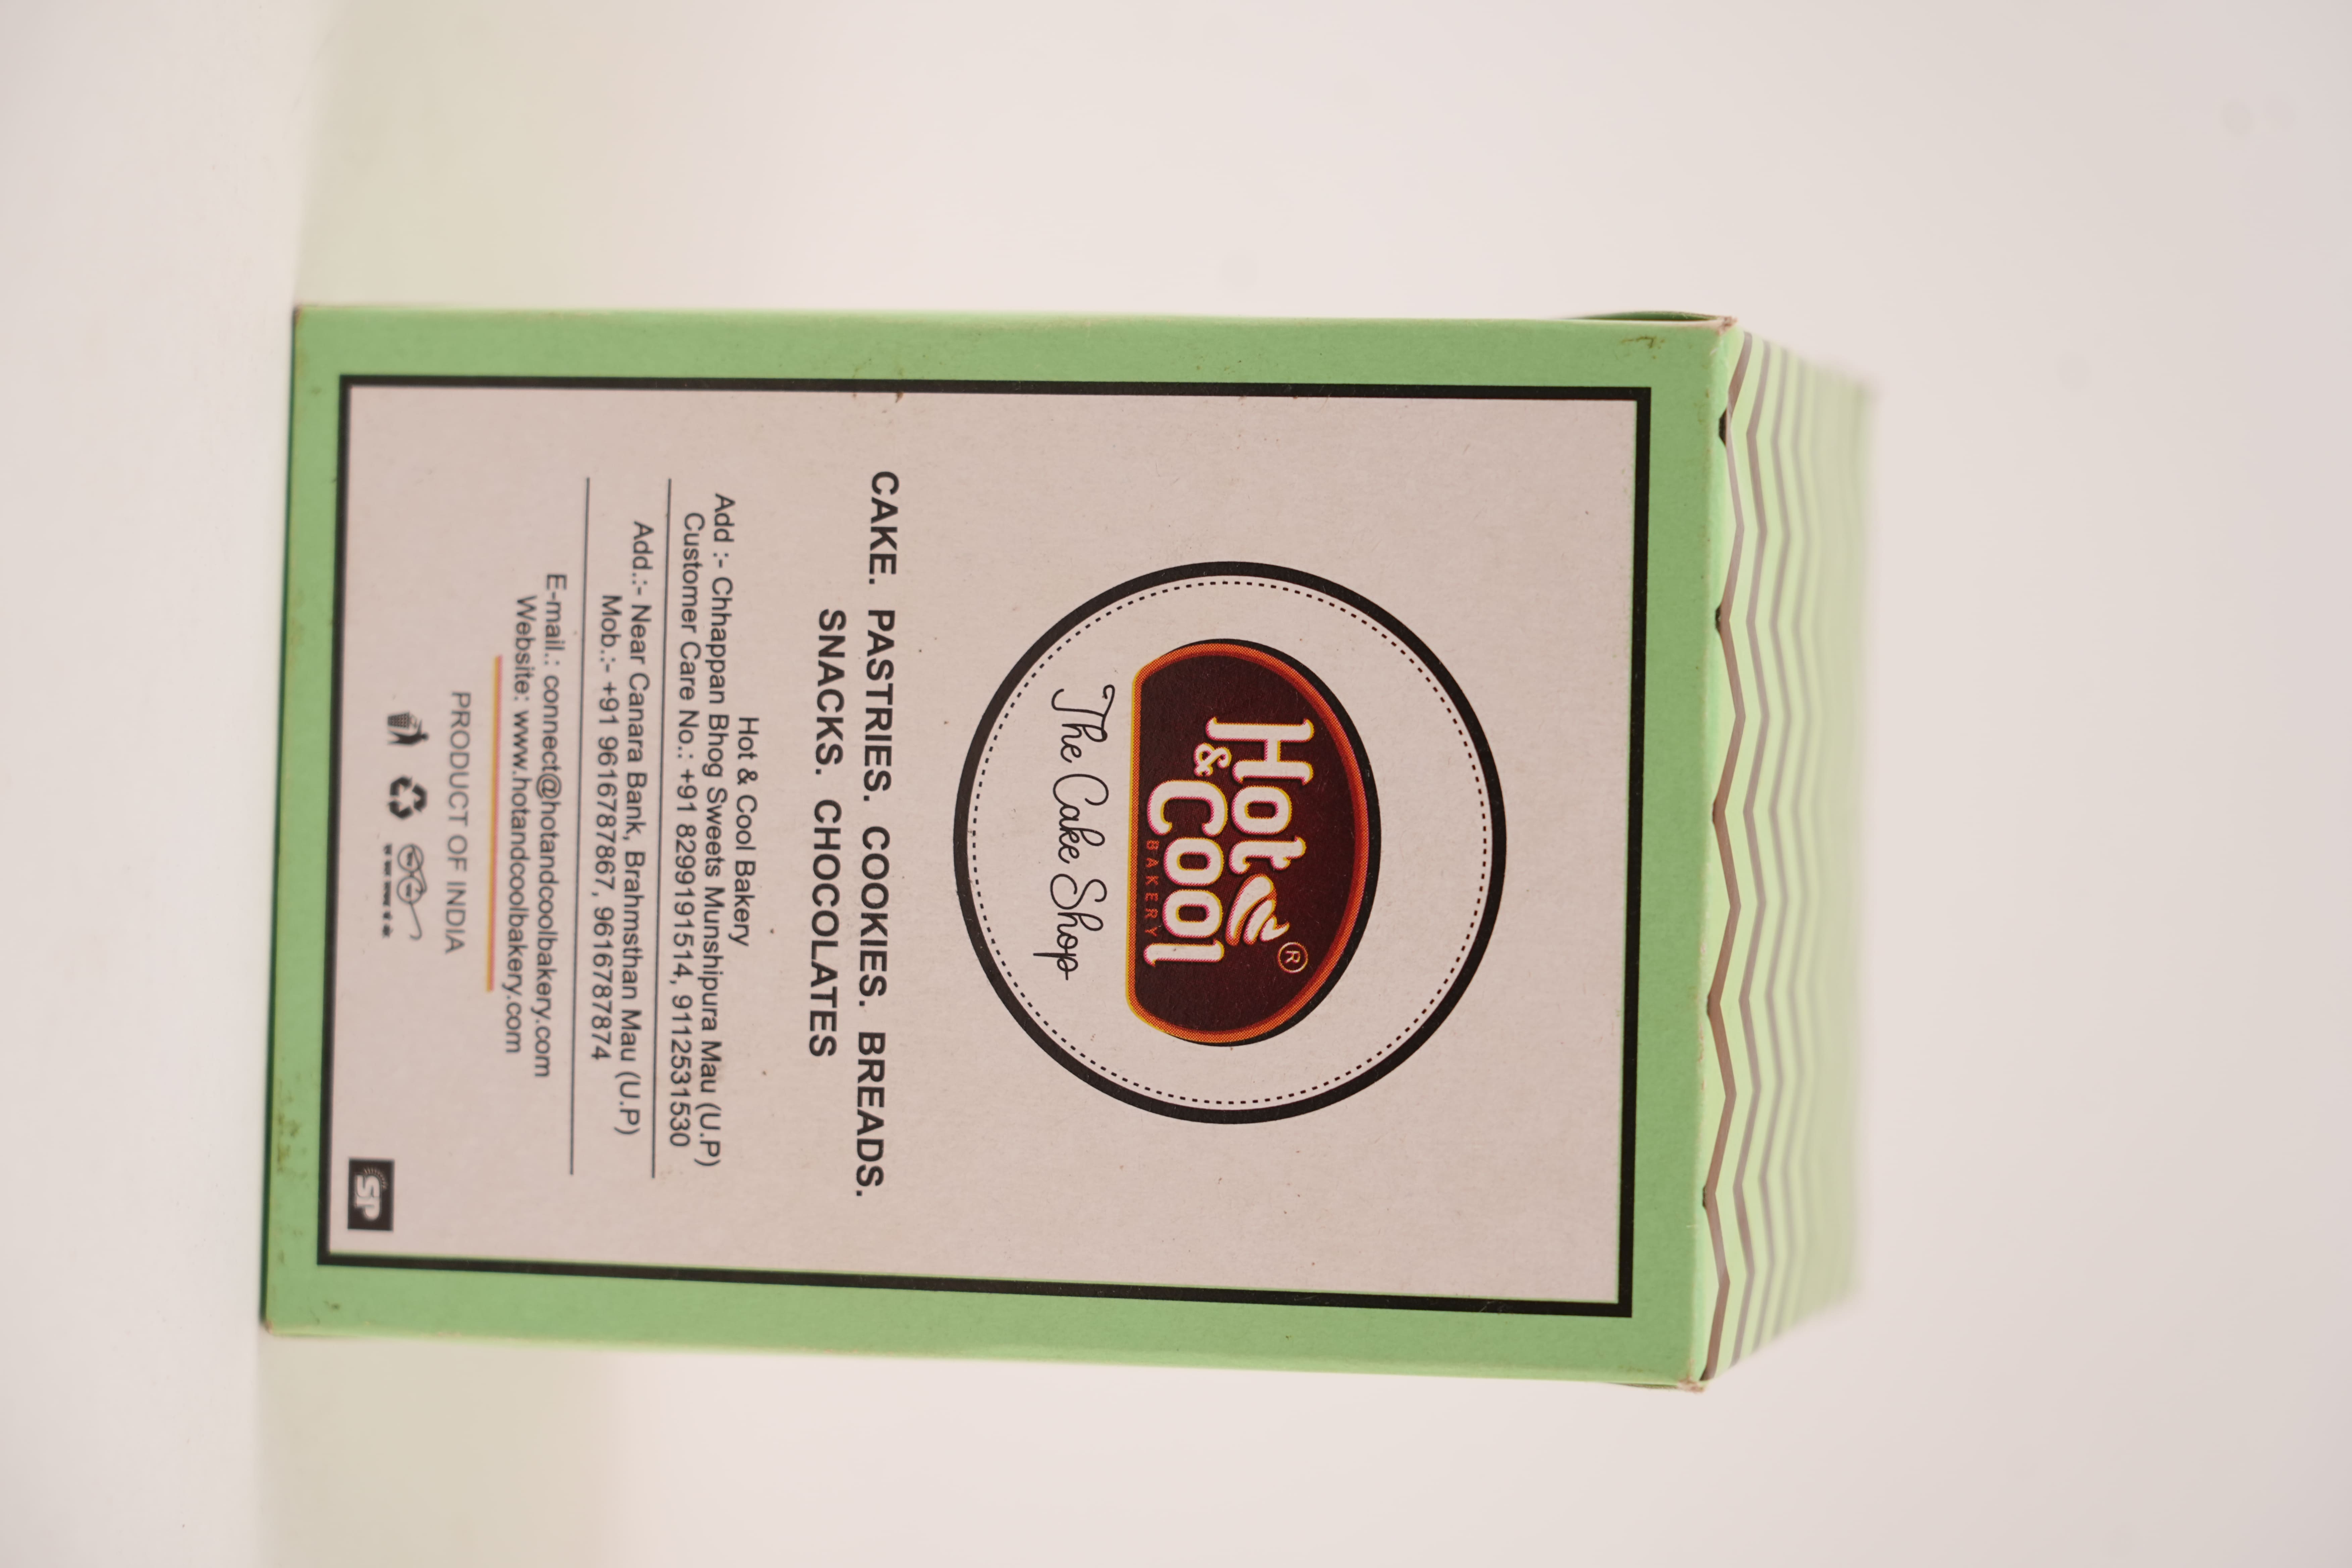 Hot
®
& Cool
BAKERY
The Cake Shop
CAKE. PASTRIES. COOKIES. BREADS.
SNACKS. CHOCOLATES
Hot & Cool Bakery
Add :- Chhappan Bhog Sweets Munshipura Mau (U.P)
Customer Care No.: +91 8299191514, 9112531530
Add.:- Near Canara Bank, Brahmsthan Mau (U.P)
Mob.:- +91 9616787867, 9616787874
E-mail.: connect@hotandcoolbakery.com
Website: www.hotandcoolbakery.com
PRODUCT OF INDIA
SP